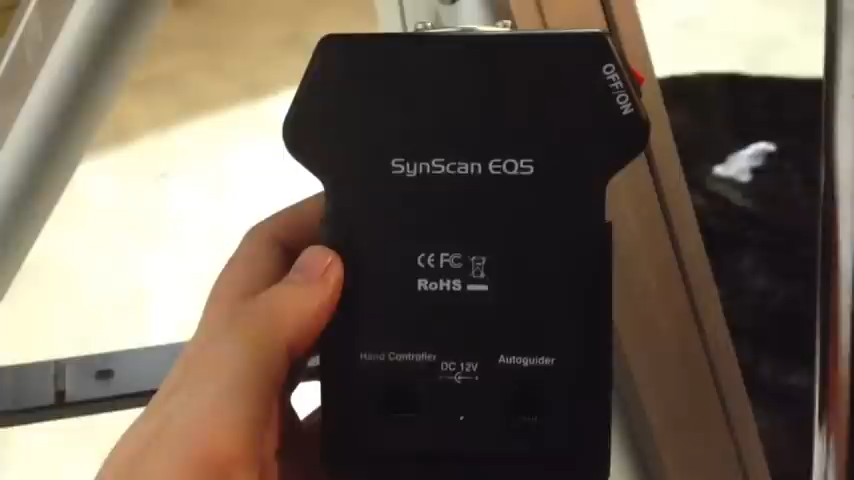 OFF/ON
SynScan EQ5
CE FC
RoHS
Hand Controller
DC 12V
Autoguider